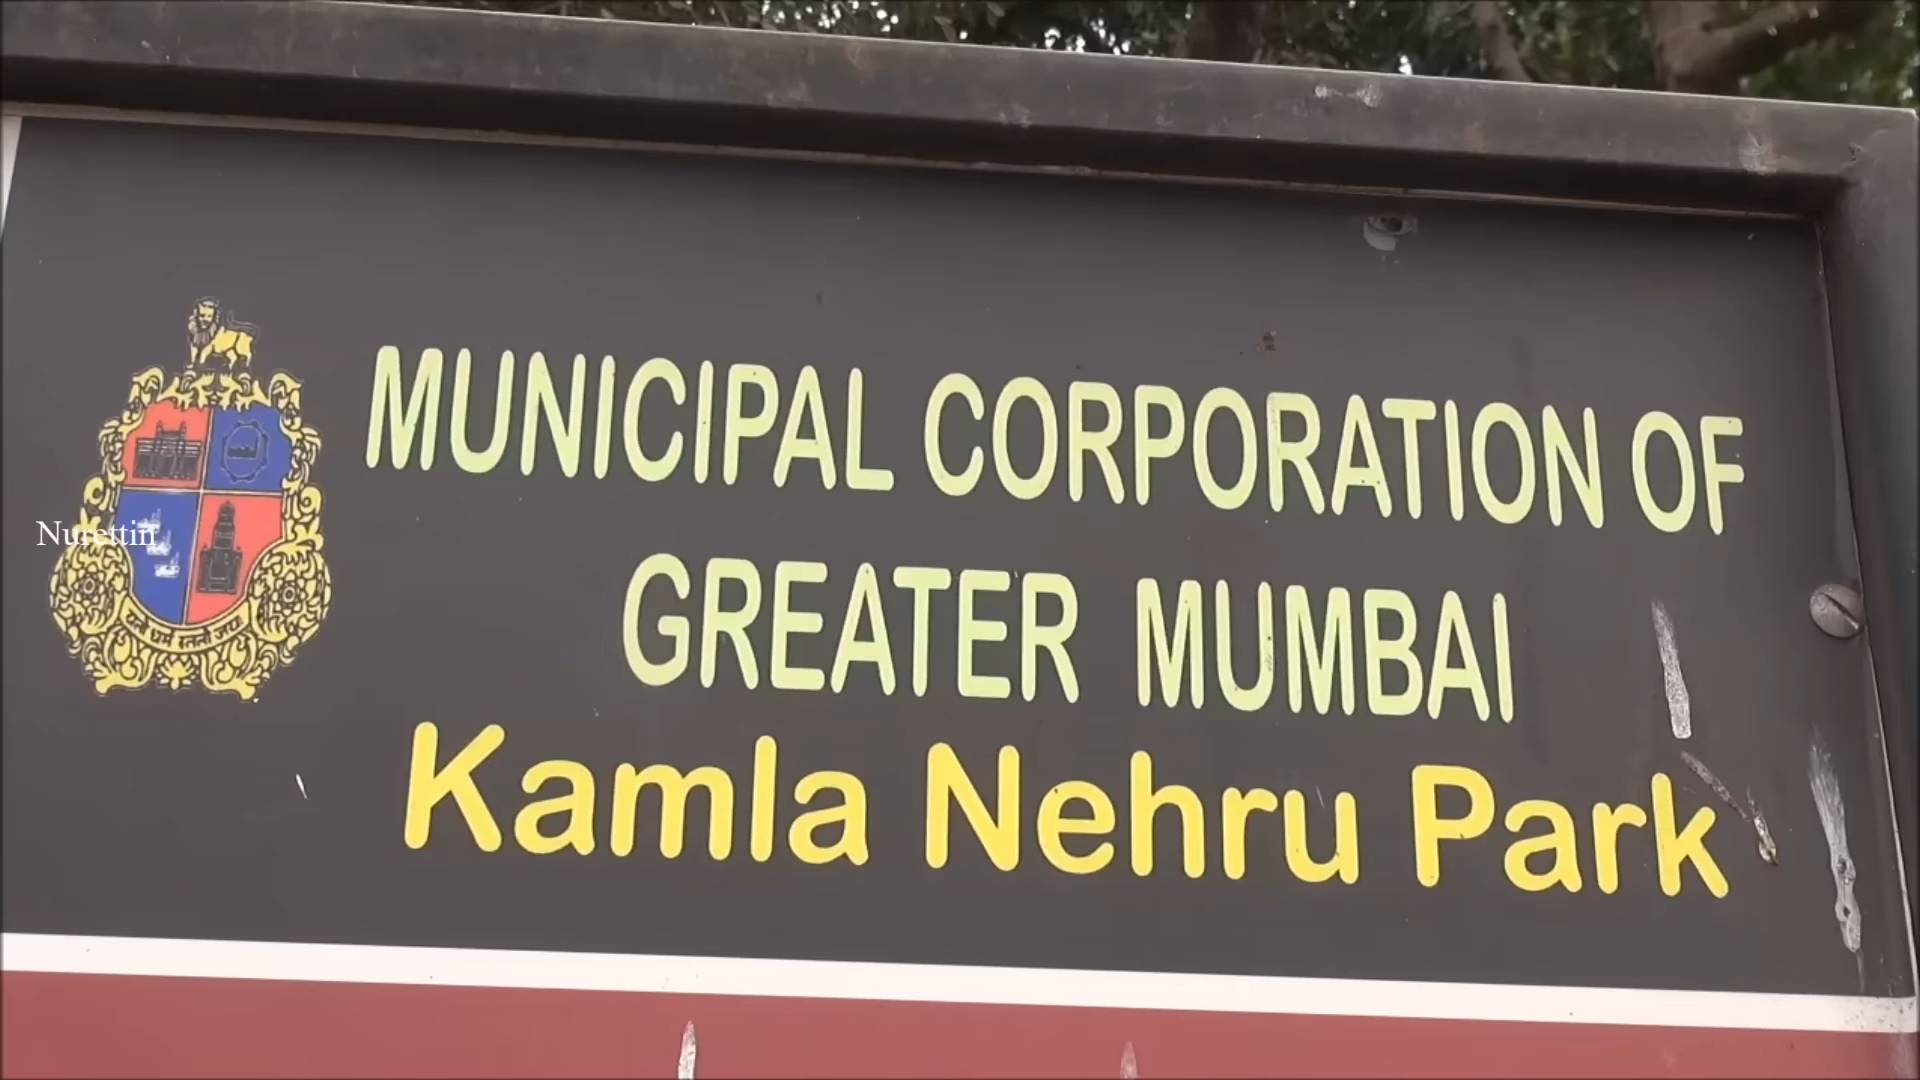 MUNICIPAL CORPORATION OF
GREATER MUMBAI
Kamla Nehru Park
Nurettin